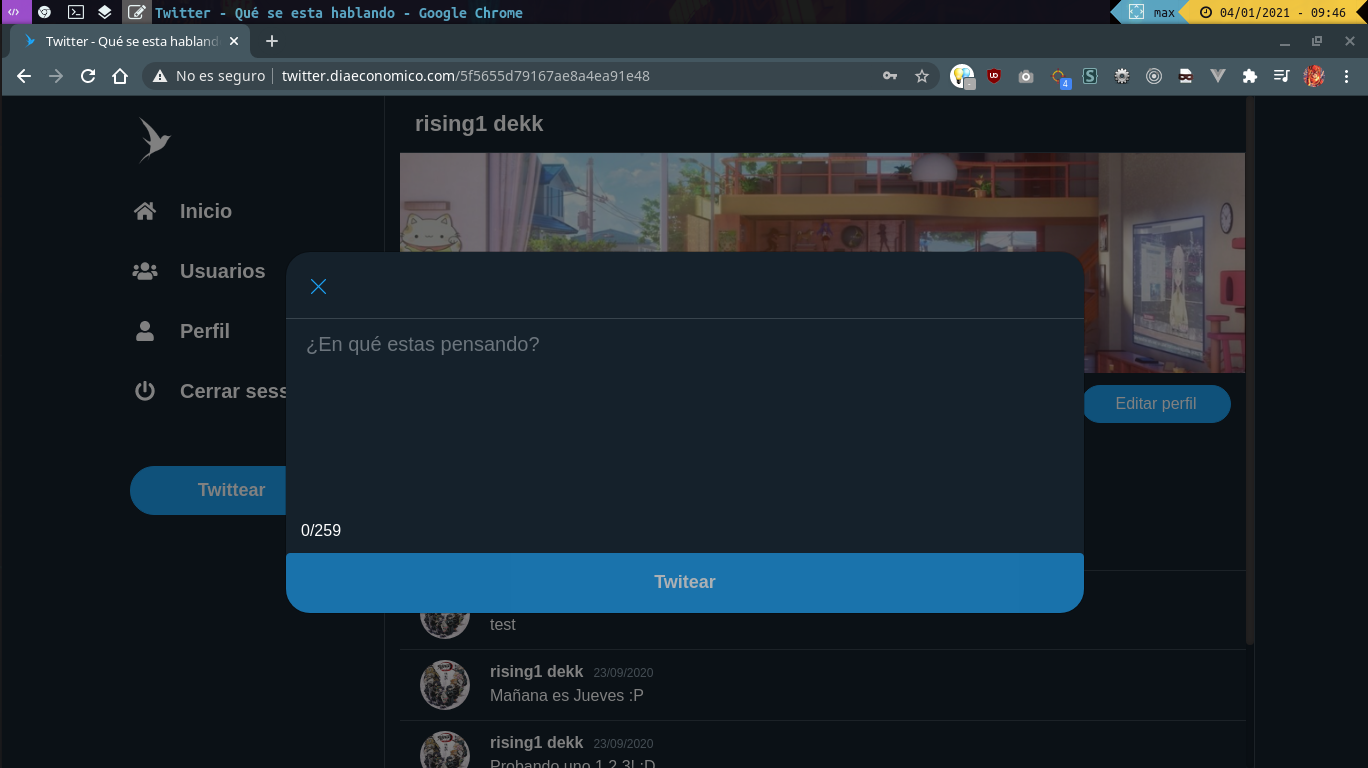 Twitter - Qué se esta hablando - Google Chrome
max
04/01/2021 - 09:46
Twitter - Qué se esta habland
No es seguro
twitter.diaeconomico.com/5f5655d79167ae8a4ea91e48
4
rising1 dekk
Inicio
Usuarios
Perfil
Cerrar sess
Twittear
Editar perfil
¿En qué estas pensando?
0/259
Twitear
test
rising1 dekk 23/09/2020
Mañana es Jueves :P
rising1 dekk 23/09/2020
Probando uno 1,2,3! :D